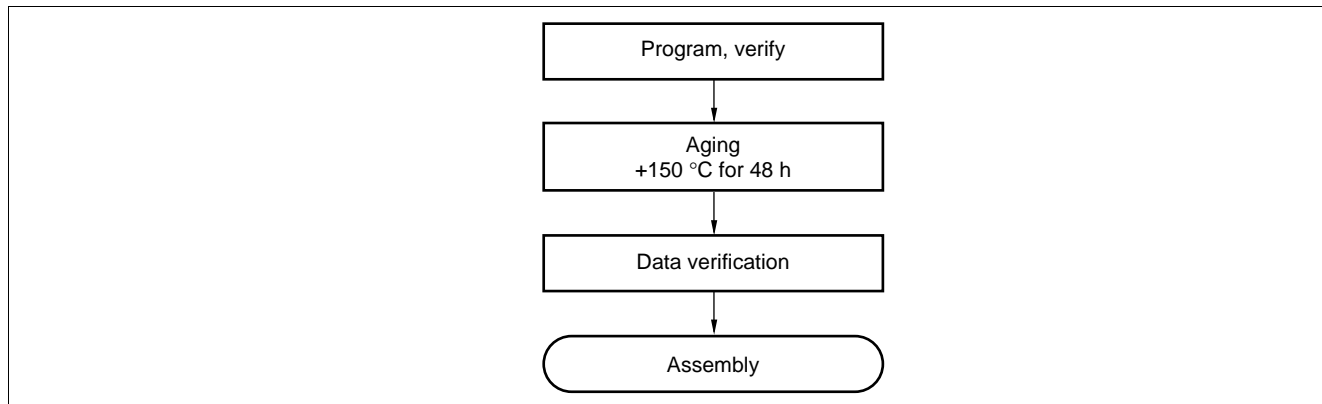 Program, verify
Aging
+150 °C for 48 h
Data verification
Assembly